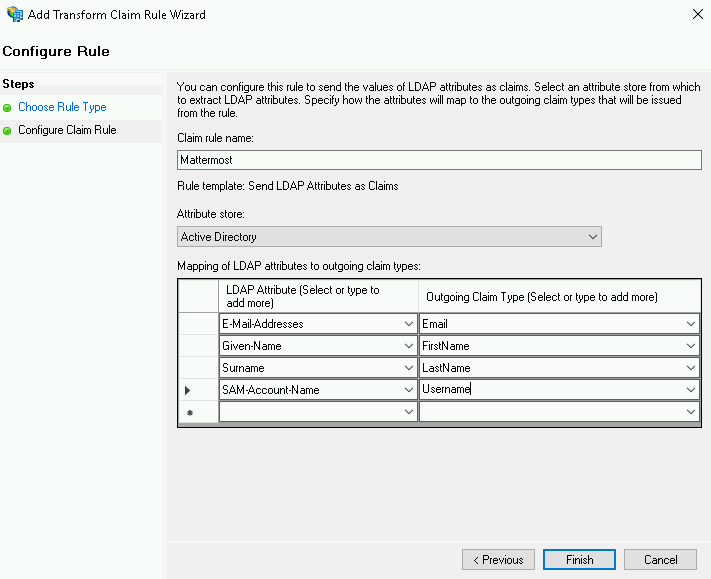 Add Transform Claim Rule Wizard
Configure Rule
Steps
Choose Rule Type
Configure Claim Rule
You can configure this rule to send the values of LDAP attributes as claims. Select an attribute store from which
to extract LDAP attributes. Specify how the attributes will map to the outgoing claim types that will be issued
from the rule.
Claim rule name:
Mattermost
Rule template: Send LDAP Attributes as Claims
Attribute store:
Active Directory
Mapping of LDAP attributes to outgoing claim types:
LDAP Attribute (Select or type to
add more)
Outgoing Claim Type (Select or type to add more)
E-Mail-Addresses Email
Given-Name FirstName
Surname LastName
SAM-Account-Name Username
< Previous Finish Cancel